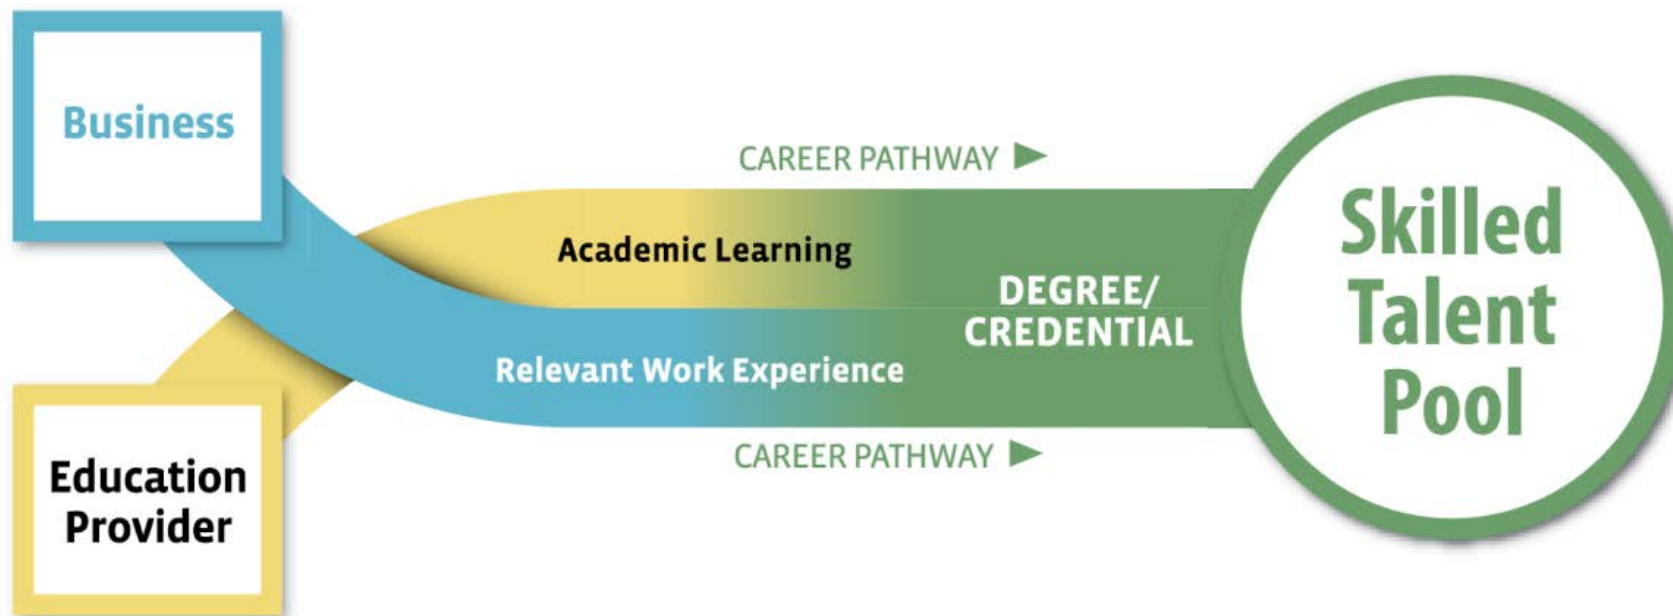 Business
CAREER PATHWAY ►
Academic Learning
DEGREE/
CREDENTIAL
Relevant Work Experience
CAREER PATHWAY ►
Education
Provider
Skilled
Talent
Pool